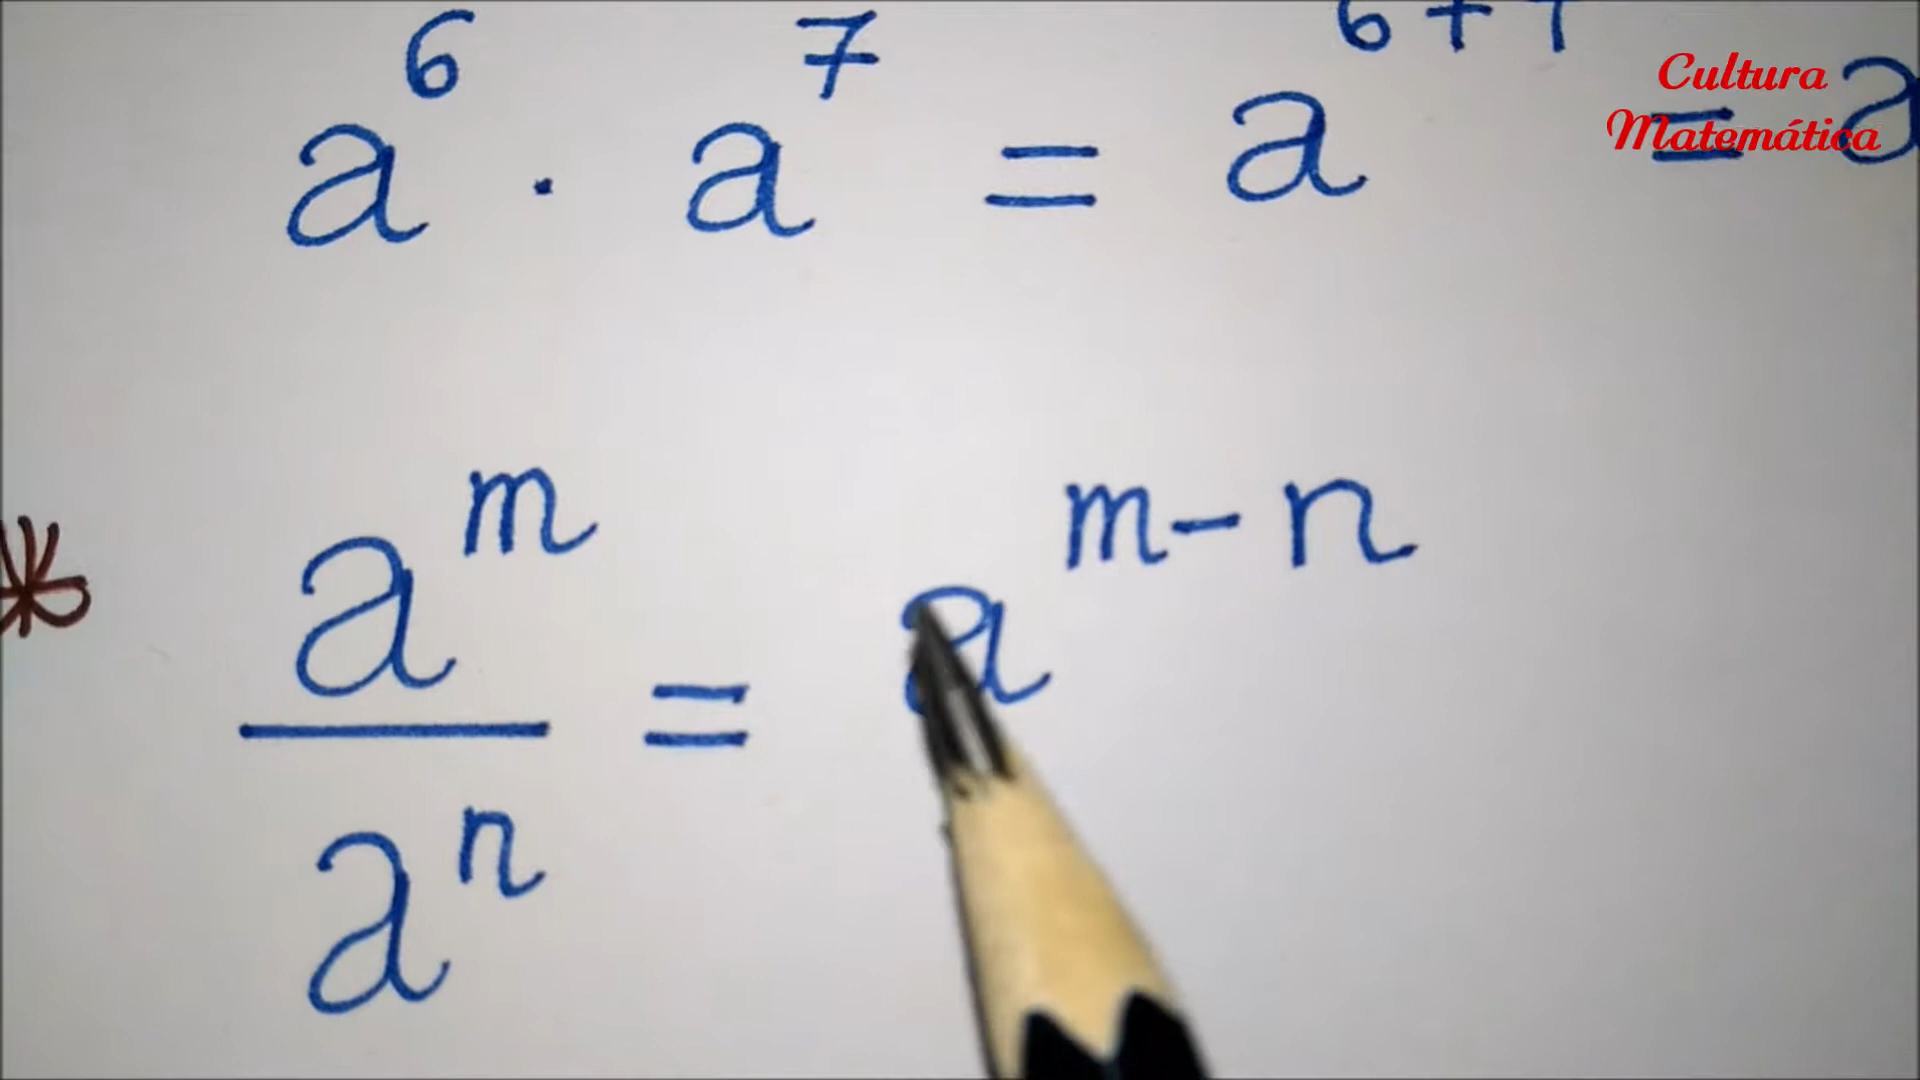 a⁶ · a⁷ = a⁶⁺⁷ = a
Cultura
Matemática
* aᵐ / aⁿ = aᵐ⁻ⁿ